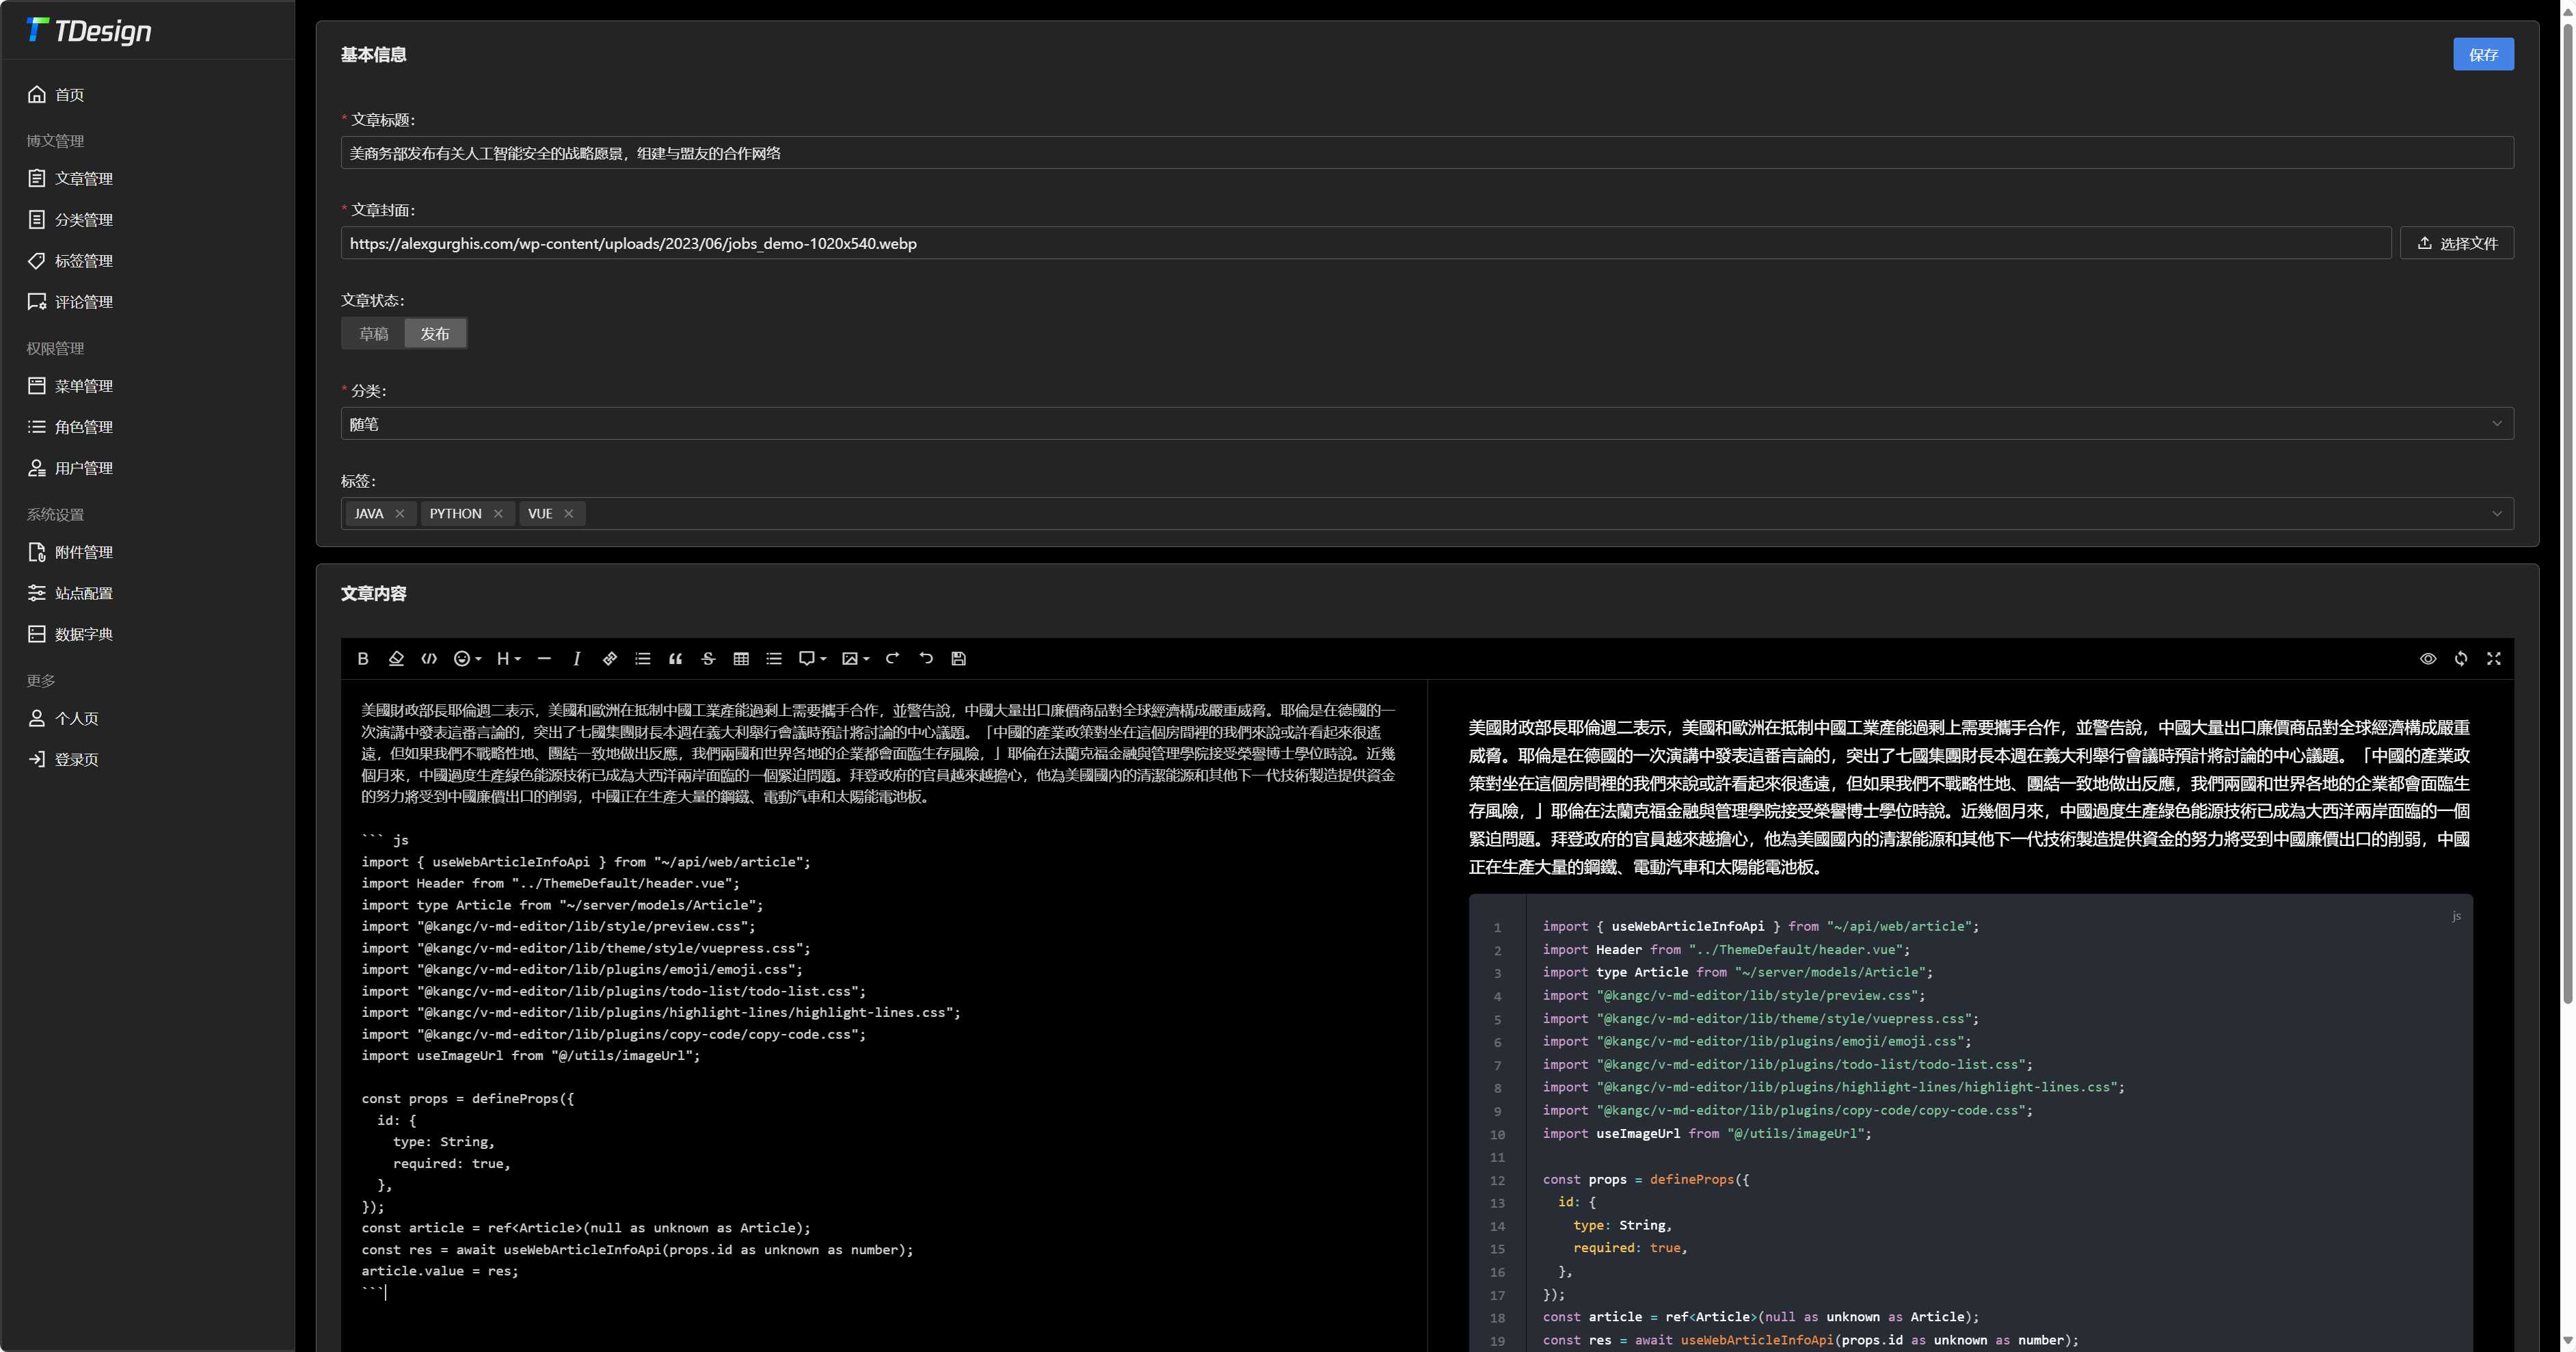 TDesign
首页
博文管理
文章管理
分类管理
标签管理
评论管理
权限管理
菜单管理
角色管理
用户管理
系统设置
附件管理
站点配置
数据字典
更多
个人页
登录页
基本信息
保存
* 文章标题:
美商务部发布有关人工智能安全的战略愿景，组建与盟友的合作网络
* 文章封面:
https://alexgurghis.com/wp-content/uploads/2023/06/jobs_demo-1020x540.webp
选择文件
文章状态:
草稿 发布
* 分类:
随笔
标签:
JAVA PYTHON VUE
文章内容
美國財政部長耶倫週二表示，美國和歐洲在抵制中國工業產能過剩上需要攜手合作，並警告說，中國大量出口廉價商品對全球經濟構成嚴重威脅。耶倫是在德國的一
次演講中發表這番言論的，突出了七國集團財長本週在義大利舉行會議時預計將討論的中心議題。「中國的產業政策對坐在這個房間裡的我們來說或許看起來很遙
遠，但如果我們不戰略性地、團結一致地做出反應，我們兩國和世界各地的企業都會面臨生存風險，」耶倫在法蘭克福金融與管理學院接受榮譽博士學位時說。近幾
個月來，中國過度生產綠色能源技術已成為大西洋兩岸面臨的一個緊迫問題。拜登政府的官員越來越擔心，他為美國國內的清潔能源和其他下一代技術製造提供資金
的努力將受到中國廉價出口的削弱，中國正在生產大量的鋼鐵、電動汽車和太陽能電池板。
``` js
import { useWebArticleInfoApi } from "~/api/web/article";
import Header from "../ThemeDefault/header.vue";
import type Article from "~/server/models/Article";
import "@kangc/v-md-editor/lib/style/preview.css";
import "@kangc/v-md-editor/lib/theme/style/vuepress.css";
import "@kangc/v-md-editor/lib/plugins/emoji/emoji.css";
import "@kangc/v-md-editor/lib/plugins/todo-list/todo-list.css";
import "@kangc/v-md-editor/lib/plugins/highlight-lines/highlight-lines.css";
import "@kangc/v-md-editor/lib/plugins/copy-code/copy-code.css";
import useImageUrl from "@/utils/imageUrl";
const props = defineProps({
id: {
type: String,
required: true,
},
});
const article = ref<Article>(null as unknown as Article);
const res = await useWebArticleInfoApi(props.id as unknown as number);
article.value = res;
```
美國財政部長耶倫週二表示，美國和歐洲在抵制中國工業產能過剩上需要攜手合作，並警告說，中國大量出口廉價商品對全球經濟構成嚴重
威脅。耶倫是在德國的一次演講中發表這番言論的，突出了七國集團財長本週在義大利舉行會議時預計將討論的中心議題。「中國的產業政
策對坐在這個房間裡的我們來說或許看起來很遙遠，但如果我們不戰略性地、團結一致地做出反應，我們兩國和世界各地的企業都會面臨生
存風險，」耶倫在法蘭克福金融與管理學院接受榮譽博士學位時說。近幾個月來，中國過度生產綠色能源技術已成為大西洋兩岸面臨的一個
緊迫問題。拜登政府的官員越來越擔心，他為美國國內的清潔能源和其他下一代技術製造提供資金的努力將受到中國廉價出口的削弱，中國
正在生產大量的鋼鐵、電動汽車和太陽能電池板。
js
1 import { useWebArticleInfoApi } from "~/api/web/article";
2 import Header from "../ThemeDefault/header.vue";
3 import type Article from "~/server/models/Article";
4 import "@kangc/v-md-editor/lib/style/preview.css";
5 import "@kangc/v-md-editor/lib/theme/style/vuepress.css";
6 import "@kangc/v-md-editor/lib/plugins/emoji/emoji.css";
7 import "@kangc/v-md-editor/lib/plugins/todo-list/todo-list.css";
8 import "@kangc/v-md-editor/lib/plugins/highlight-lines/highlight-lines.css";
9 import "@kangc/v-md-editor/lib/plugins/copy-code/copy-code.css";
10 import useImageUrl from "@/utils/imageUrl";
11
12 const props = defineProps({
13 id: {
14 type: String,
15 required: true,
16 },
17 });
18 const article = ref<Article>(null as unknown as Article);
19 const res = await useWebArticleInfoApi(props.id as unknown as number);